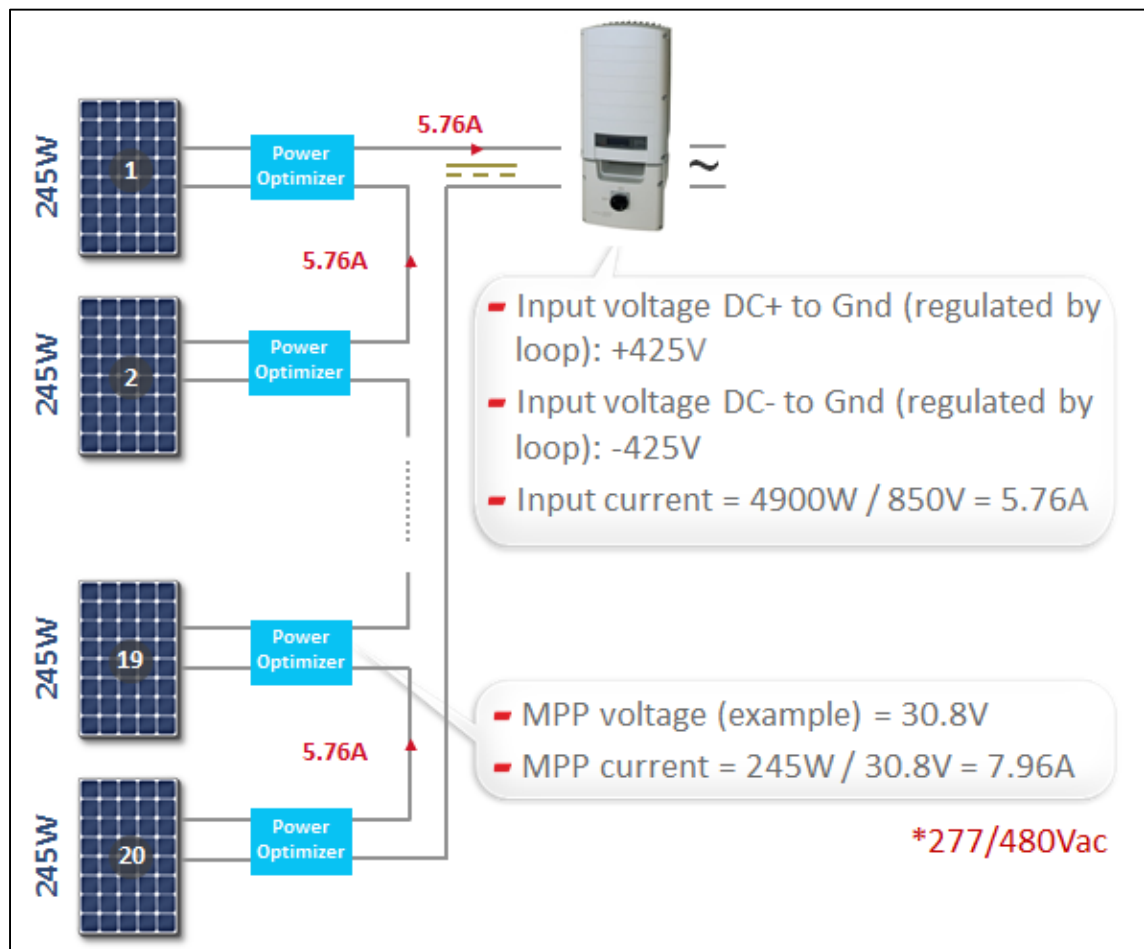 5.76A
245W
1
Power
Optimizer
~
5.76A
- Input voltage DC+ to Gnd (regulated by
loop): +425V
- Input voltage DC- to Gnd (regulated by
loop): -425V
- Input current = 4900W / 850V = 5.76A
245W
2
Power
Optimizer
245W
19
Power
Optimizer
- MPP voltage (example) = 30.8V
- MPP current = 245W / 30.8V = 7.96A
5.76A
245W
20
Power
Optimizer
*277/480Vac